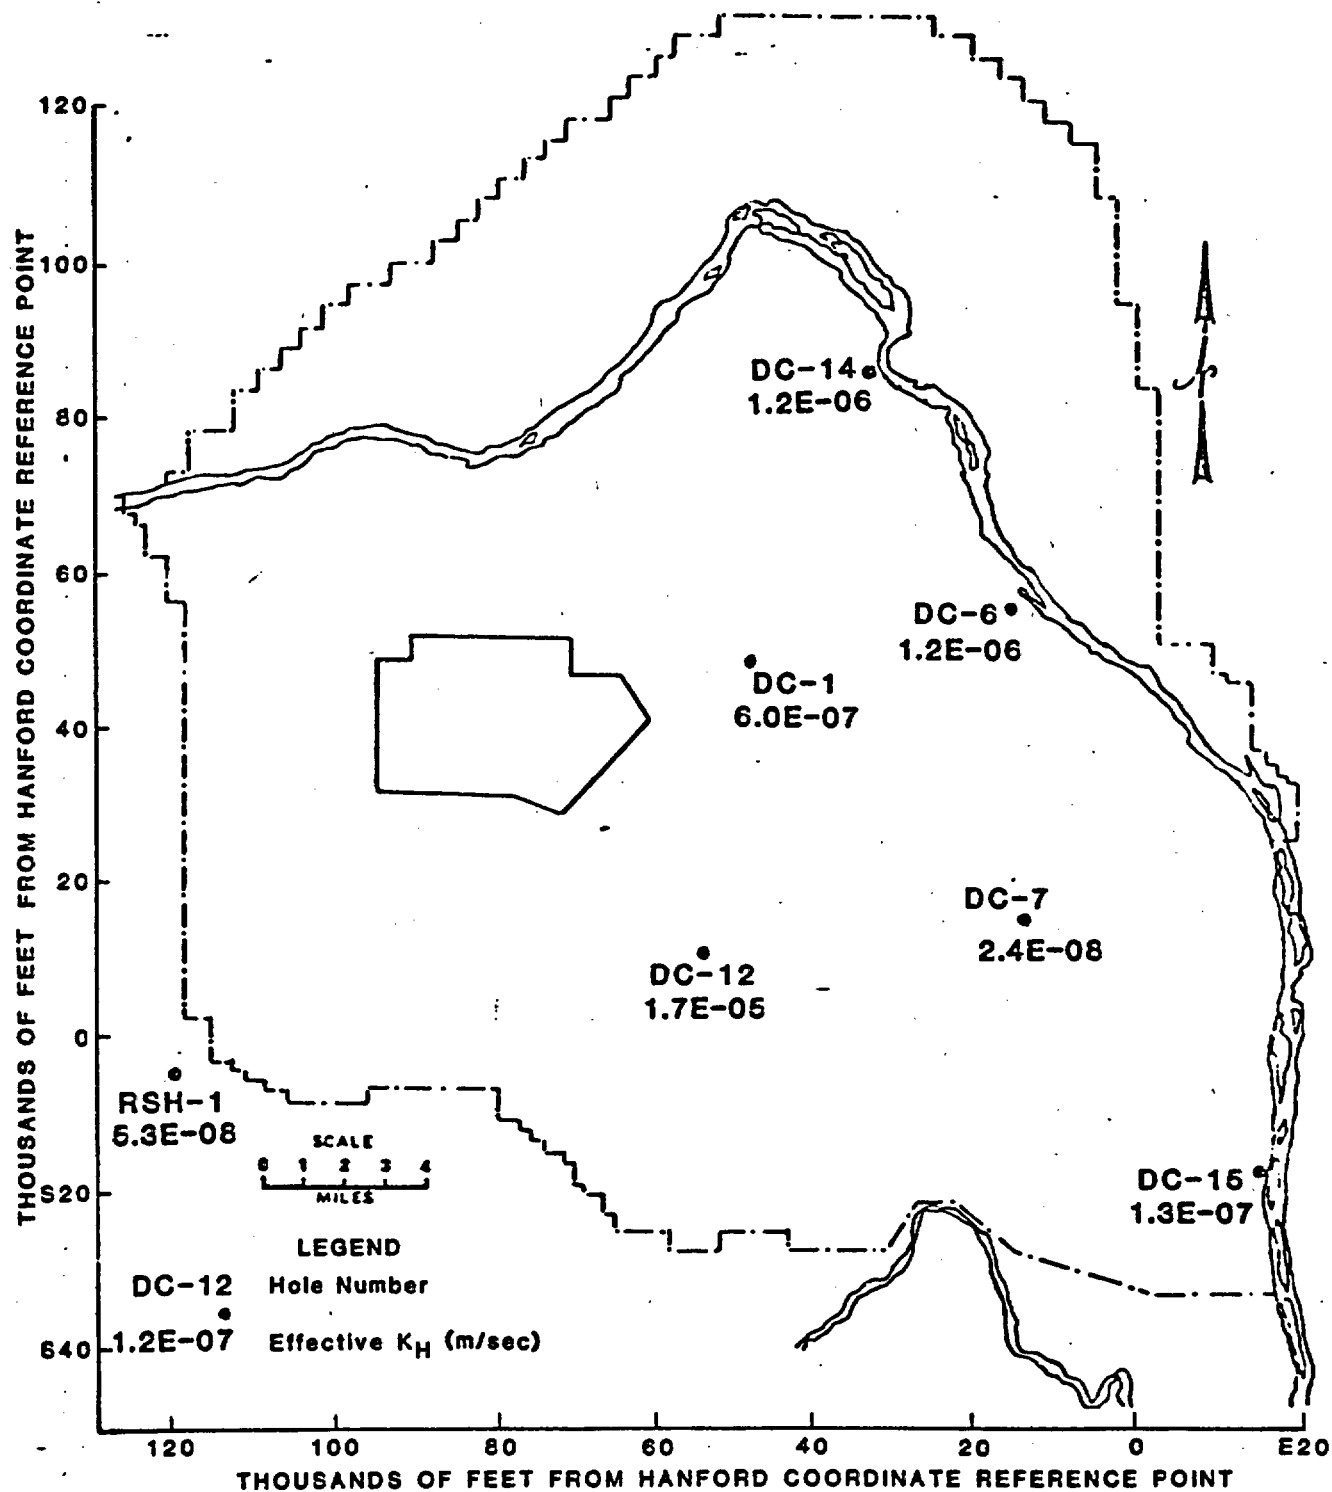 120
100
80
60
40
20
0
S20
S40
THOUSANDS OF FEET FROM HANFORD COORDINATE REFERENCE POINT
DC-14
1.2E-06
DC-6
1.2E-06
DC-1
6.0E-07
DC-7
2.4E-08
DC-12
1.7E-05
RSH-1
5.3E-08
DC-15
1.3E-07
SCALE
0 1 2 3 4
MILES
LEGEND
DC-12 Hole Number
1.2E-07 Effective KH (m/sec)
120 100 80 60 40 20 0 E20
THOUSANDS OF FEET FROM HANFORD COORDINATE REFERENCE POINT